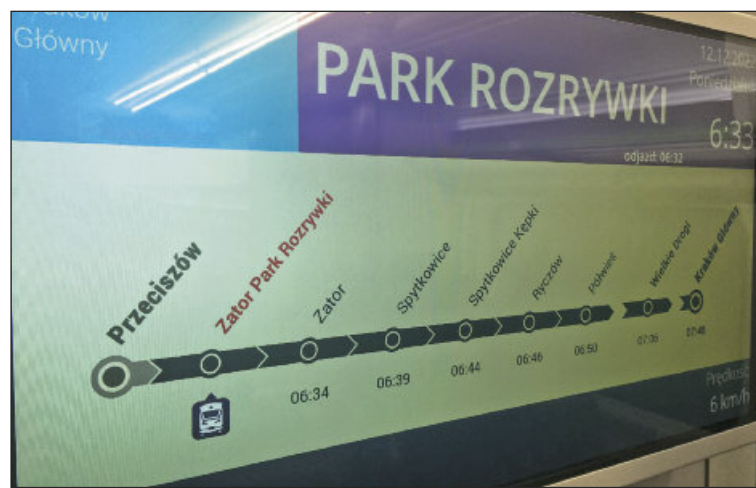 Główny
PARK ROZRYWKI
6:33
odjazd: 06:32
Przeciszów
Zator Park Rozrywki
Zator
Spytkowice
Spytkowice Kępki
Ryczów
Półwieś
Wielkie Drogi
Kraków Główny
06:34
06:39
06:44
06:46
06:50
07:06
07:48
Prędkość
6 km/h